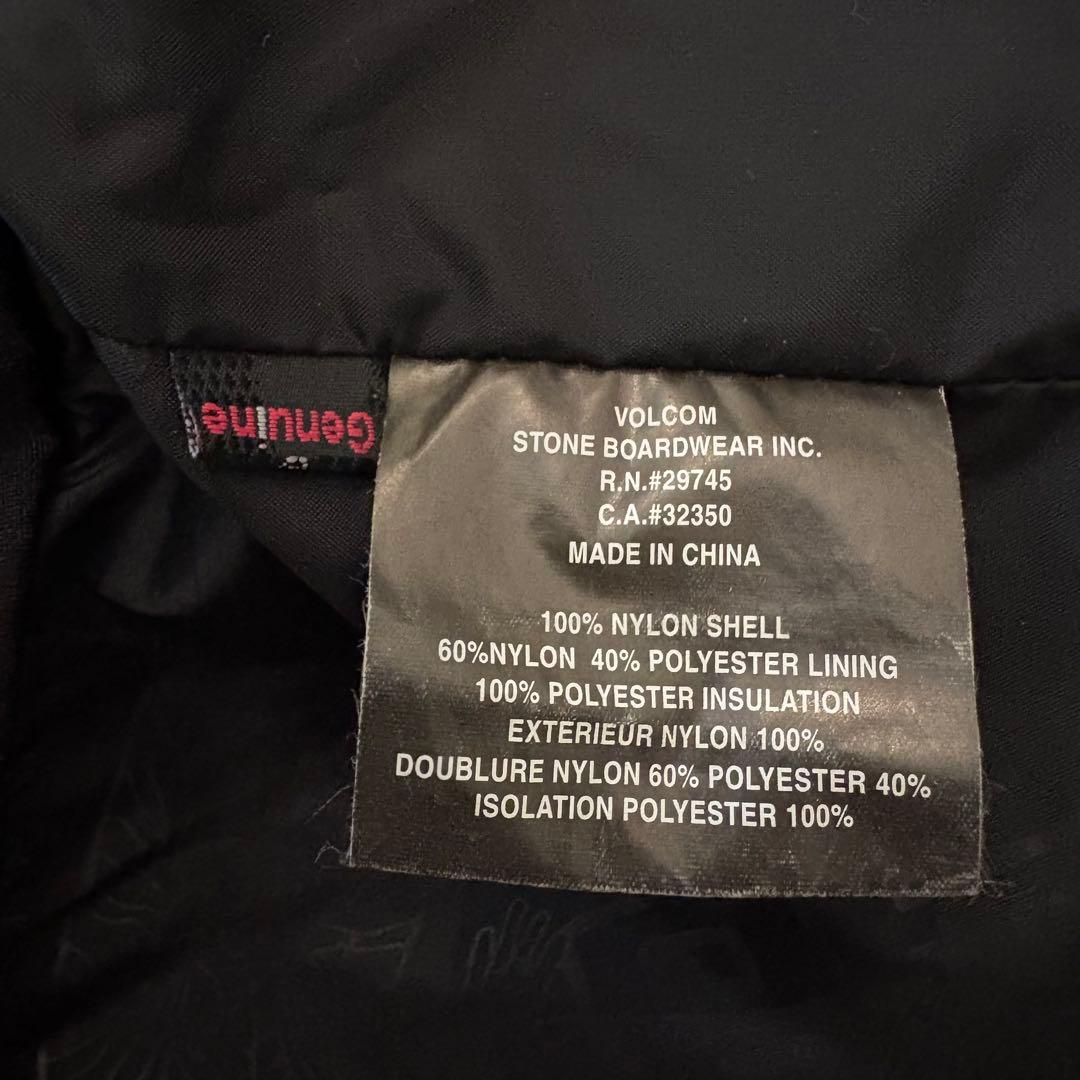 Genuine
VOLCOM
STONE BOARDWEAR INC.
R.N.#29745
C.A.#32350
MADE IN CHINA
100% NYLON SHELL
60%NYLON 40% POLYESTER LINING
100% POLYESTER INSULATION
EXTERIEUR NYLON 100%
DOUBLURE NYLON 60% POLYESTER 40%
ISOLATION POLYESTER 100%